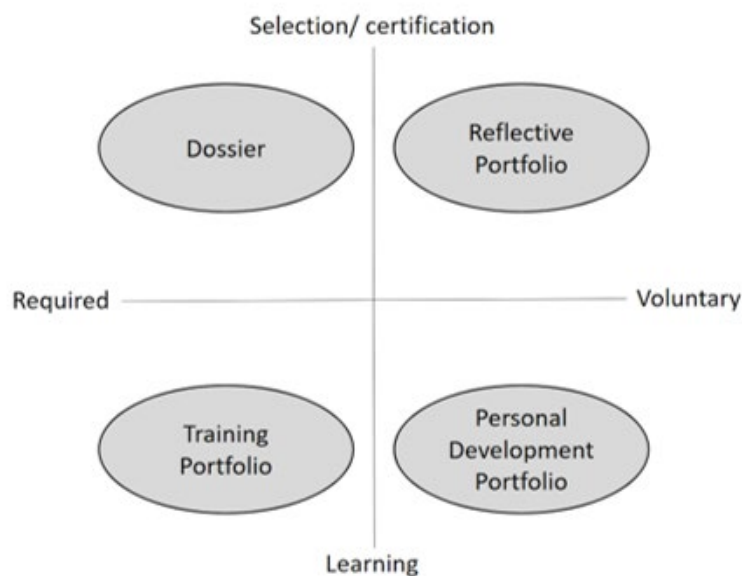 Selection/ certification
Dossier
Reflective
Portfolio
Required
Voluntary
Training
Portfolio
Personal
Development
Portfolio
Learning